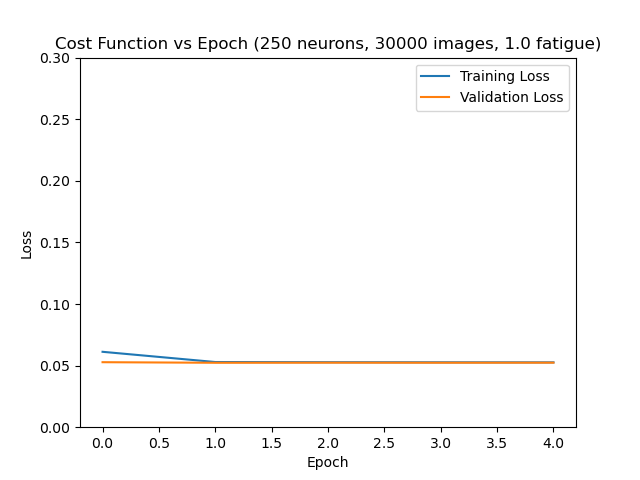 Cost Function vs Epoch (250 neurons, 30000 images, 1.0 fatigue)
0.30
0.25
0.20
0.15
0.10
0.05
0.00
Loss
Training Loss
Validation Loss
0.0 0.5 1.0 1.5 2.0 2.5 3.0 3.5 4.0
Epoch